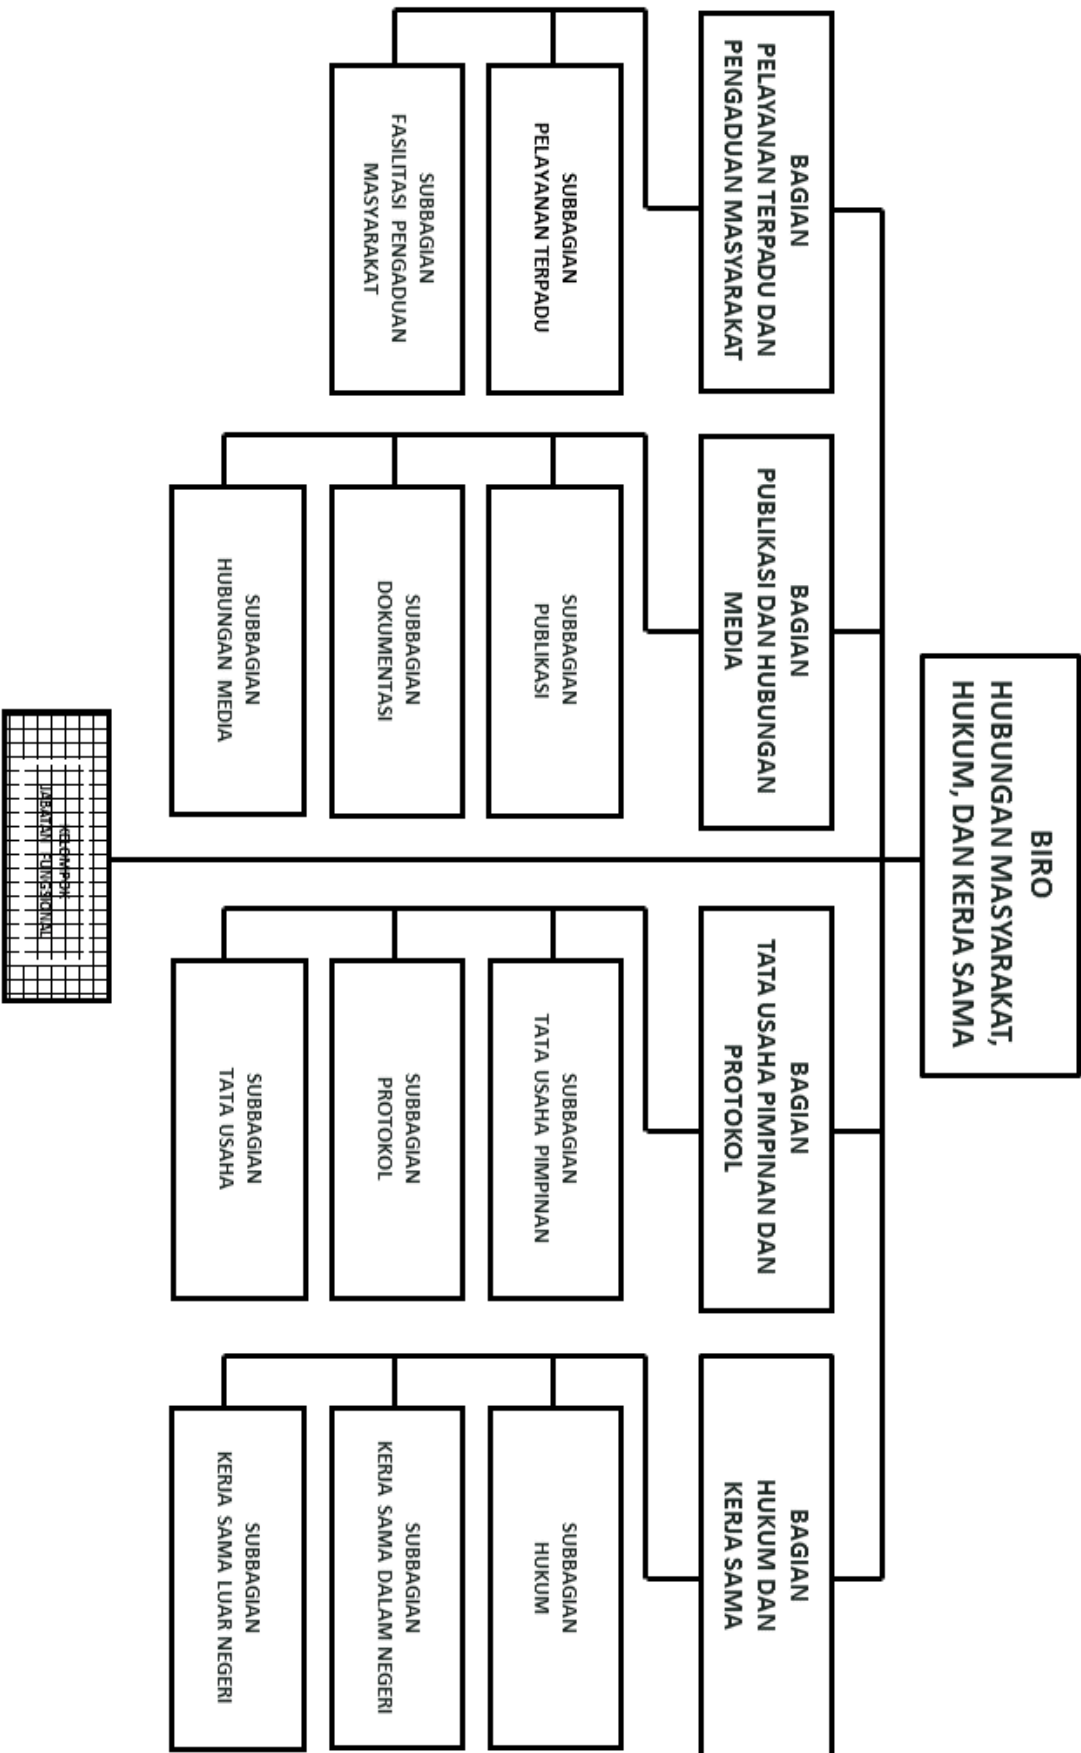 BIRO
HUBUNGAN MASYARAKAT,
HUKUM, DAN KERJA SAMA
BAGIAN
PELAYANAN TERPADU DAN
PENGADUAN MASYARAKAT
BAGIAN
PUBLIKASI DAN HUBUNGAN
MEDIA
BAGIAN
TATA USAHA PIMPINAN DAN
PROTOKOL
BAGIAN
HUKUM DAN
KERJA SAMA
SUBBAGIAN
PELAYANAN TERPADU
SUBBAGIAN
PUBLIKASI
SUBBAGIAN
TATA USAHA PIMPINAN
SUBBAGIAN
HUKUM
SUBBAGIAN
FASILITASI PENGADUAN
MASYARAKAT
SUBBAGIAN
DOKUMENTASI
SUBBAGIAN
PROTOKOL
SUBBAGIAN
KERJA SAMA DALAM NEGERI
SUBBAGIAN
HUBUNGAN MEDIA
SUBBAGIAN
TATA USAHA
SUBBAGIAN
KERJA SAMA LUAR NEGERI
KELOMPOK
JABATAN FUNGSIONAL